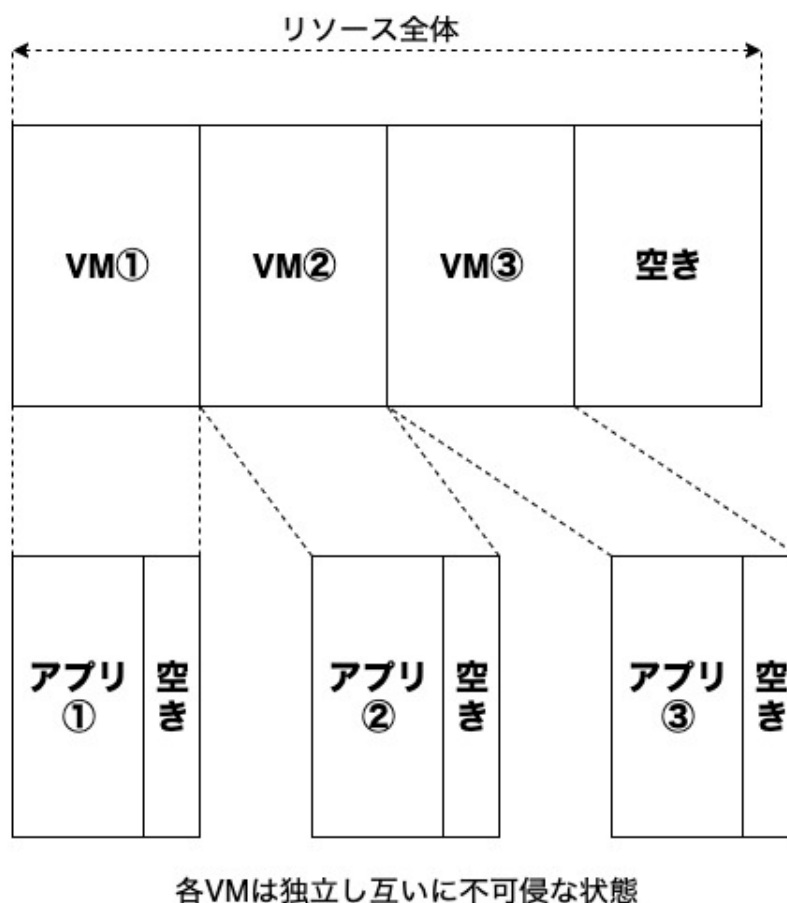 リソース全体
VM①
VM②
VM③
空き
アプリ
①
空
き
アプリ
②
空
き
アプリ
③
空
き
各VMは独立し互いに不可侵な状態